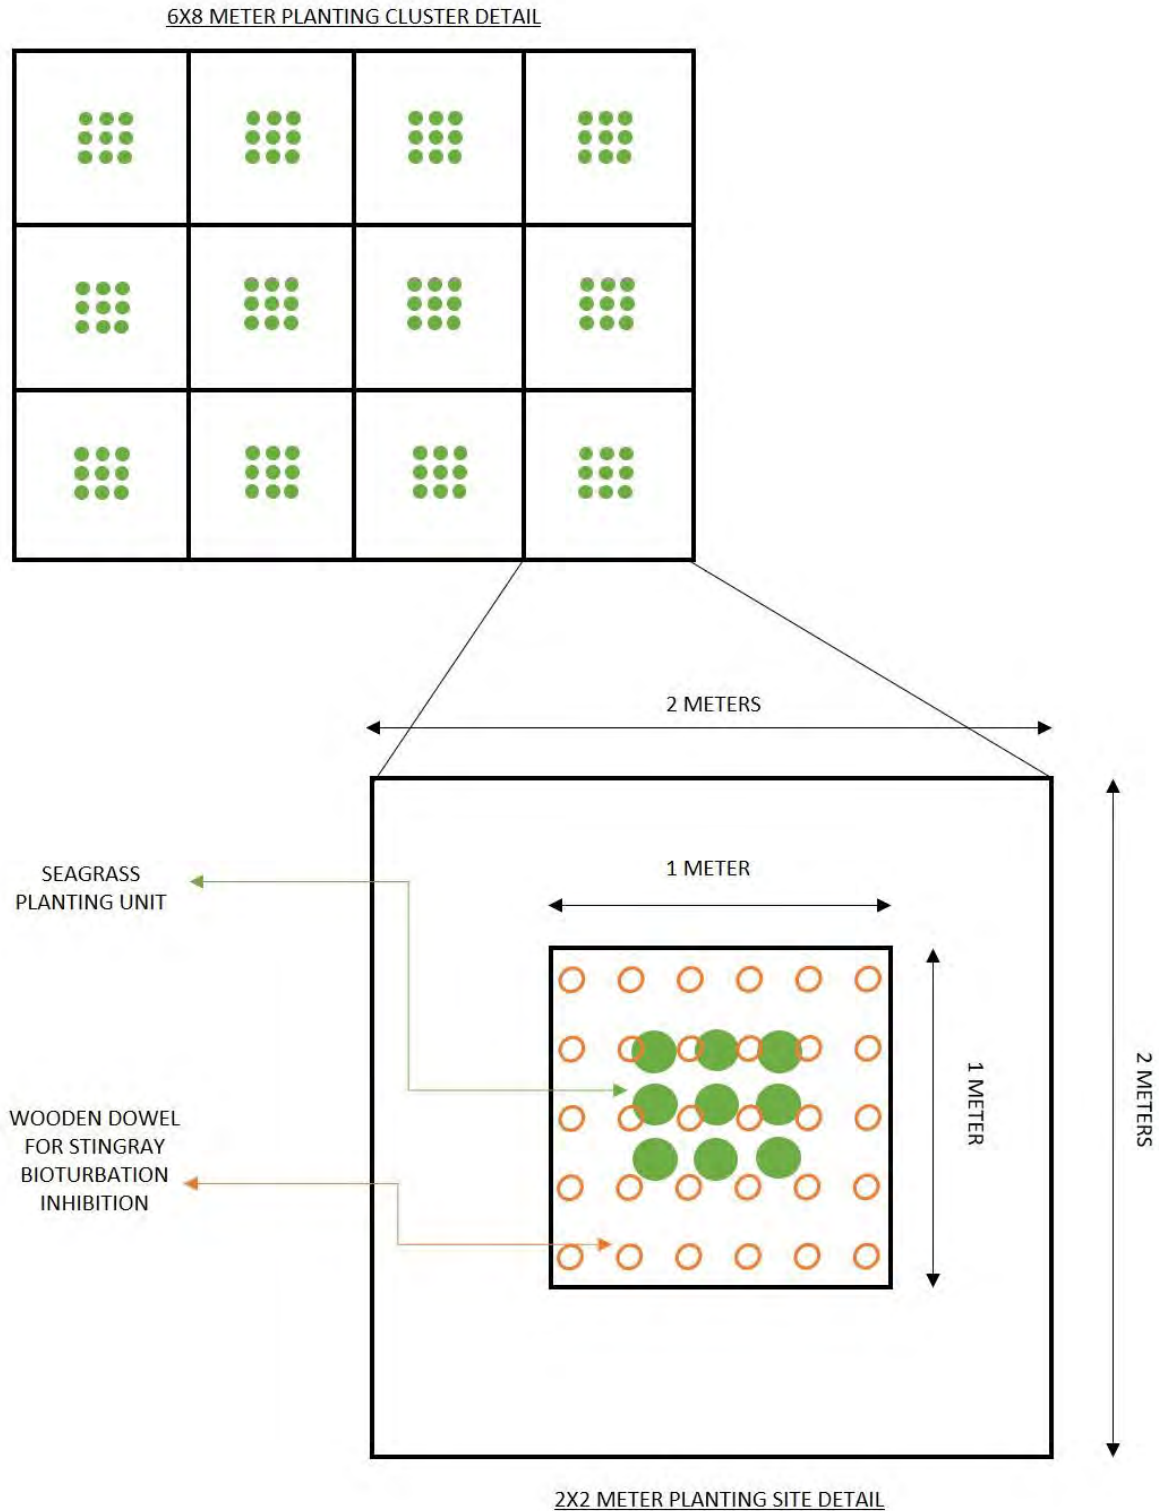 6X8 METER PLANTING CLUSTER DETAIL
2 METERS
SEAGRASS
PLANTING UNIT
1 METER
1 METER
2 METERS
WOODEN DOWEL
FOR STINGRAY
BIOTURBATION
INHIBITION
2X2 METER PLANTING SITE DETAIL